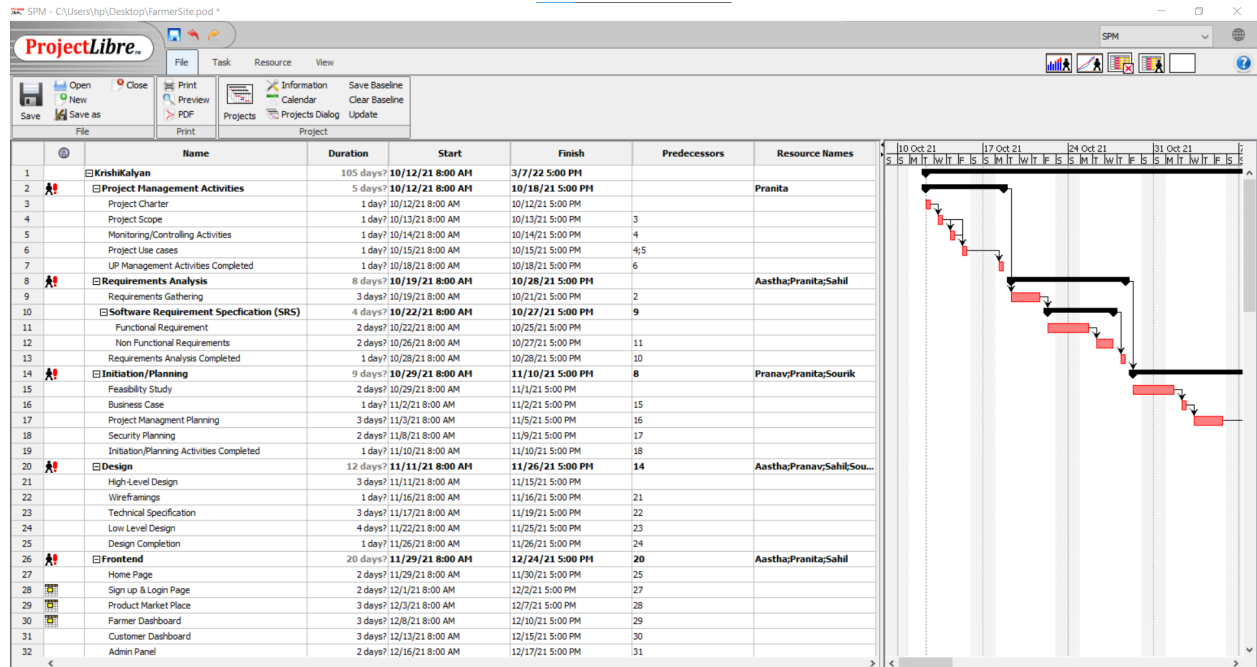 SPM - C:\Users\hp\Desktop\FarmerSite.pod *
ProjectLibre™
SPM
File Task Resource View
Save Open New Save as Close
File
Print Preview PDF
Print
Projects Information Calendar Projects Dialog Save Baseline Clear Baseline Update
Project
Name Duration Start Finish Predecessors Resource Names
10 Oct 21 17 Oct 21 24 Oct 21 31 Oct 21 7
S S M T W T F S S M T W T F S S M T W T F S S M T W T F S
1 KrishiKalyan 105 days? 10/12/21 8:00 AM 3/7/22 5:00 PM
2 Project Management Activities 5 days? 10/12/21 8:00 AM 10/18/21 5:00 PM Pranita
3 Project Charter 1 day? 10/12/21 8:00 AM 10/12/21 5:00 PM
4 Project Scope 1 day? 10/13/21 8:00 AM 10/13/21 5:00 PM 3
5 Monitoring/Controlling Activities 1 day? 10/14/21 8:00 AM 10/14/21 5:00 PM 4
6 Project Use cases 1 day? 10/15/21 8:00 AM 10/15/21 5:00 PM 4;5
7 UP Management Activities Completed 1 day? 10/18/21 8:00 AM 10/18/21 5:00 PM 6
8 Requirements Analysis 8 days? 10/19/21 8:00 AM 10/28/21 5:00 PM Aastha;Pranita;Sahil
9 Requirements Gathering 3 days? 10/19/21 8:00 AM 10/21/21 5:00 PM 2
10 Software Requirement Specfication (SRS) 4 days? 10/22/21 8:00 AM 10/27/21 5:00 PM 9
11 Functional Requirement 2 days? 10/22/21 8:00 AM 10/25/21 5:00 PM
12 Non Functional Requirements 2 days? 10/26/21 8:00 AM 10/27/21 5:00 PM 11
13 Requirements Analysis Completed 1 day? 10/28/21 8:00 AM 10/28/21 5:00 PM 10
14 Initiation/Planning 9 days? 10/29/21 8:00 AM 11/10/21 5:00 PM 8 Pranav;Pranita;Sourik
15 Feasibility Study 2 days? 10/29/21 8:00 AM 11/1/21 5:00 PM
16 Business Case 1 day? 11/2/21 8:00 AM 11/2/21 5:00 PM 15
17 Project Managment Planning 3 days? 11/3/21 8:00 AM 11/5/21 5:00 PM 16
18 Security Planning 2 days? 11/8/21 8:00 AM 11/9/21 5:00 PM 17
19 Initiation/Planning Activities Completed 1 day? 11/10/21 8:00 AM 11/10/21 5:00 PM 18
20 Design 12 days? 11/11/21 8:00 AM 11/26/21 5:00 PM 14 Aastha;Pranav;Sahil;Sou...
21 High-Level Design 3 days? 11/11/21 8:00 AM 11/15/21 5:00 PM
22 Wireframings 1 day? 11/16/21 8:00 AM 11/16/21 5:00 PM 21
23 Technical Specification 3 days? 11/17/21 8:00 AM 11/19/21 5:00 PM 22
24 Low Level Design 4 days? 11/22/21 8:00 AM 11/25/21 5:00 PM 23
25 Design Completion 1 day? 11/26/21 8:00 AM 11/26/21 5:00 PM 24
26 Frontend 20 days? 11/29/21 8:00 AM 12/24/21 5:00 PM 20 Aastha;Pranita;Sahil
27 Home Page 2 days? 11/29/21 8:00 AM 11/30/21 5:00 PM 25
28 Sign up & Login Page 2 days? 12/1/21 8:00 AM 12/2/21 5:00 PM 27
29 Product Market Place 3 days? 12/3/21 8:00 AM 12/7/21 5:00 PM 28
30 Farmer Dashboard 3 days? 12/8/21 8:00 AM 12/10/21 5:00 PM 29
31 Customer Dashboard 3 days? 12/13/21 8:00 AM 12/15/21 5:00 PM 30
32 Admin Panel 2 days? 12/16/21 8:00 AM 12/17/21 5:00 PM 31